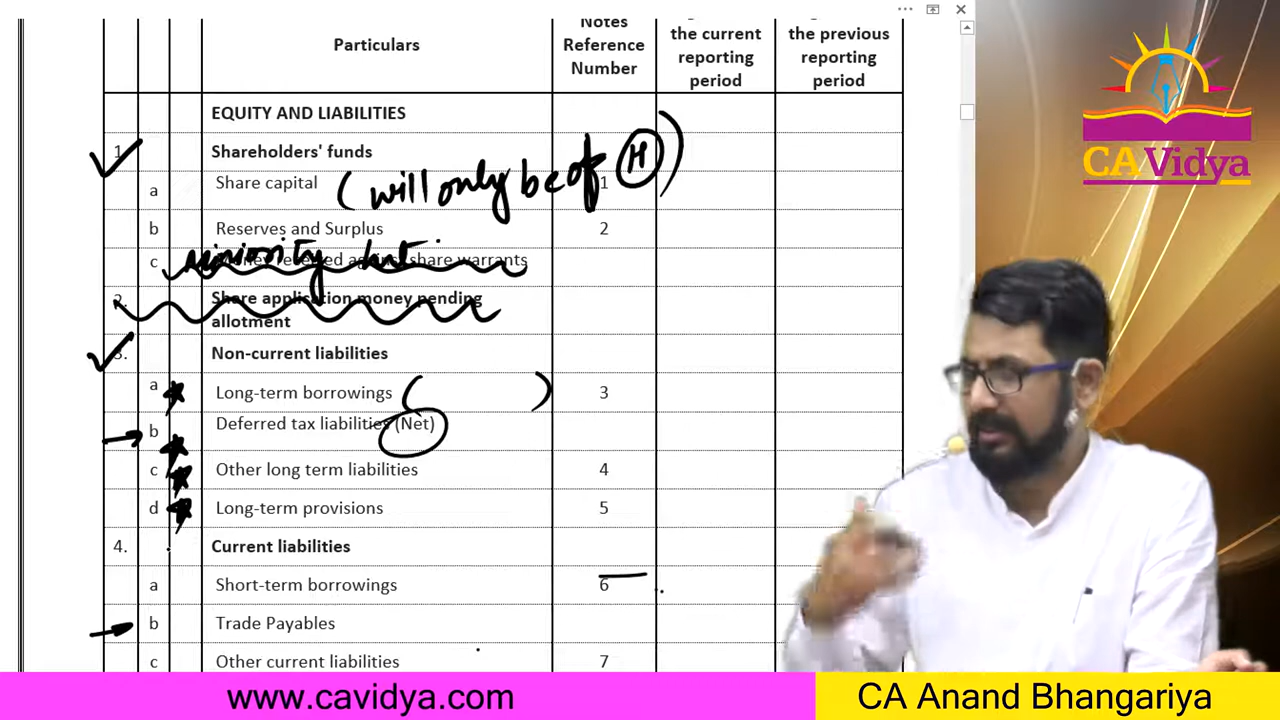 Particulars
Notes
Reference
Number
the current
reporting
period
the previous
reporting
period
EQUITY AND LIABILITIES
1 Shareholders' funds
a Share capital 1
(will only be of (H))
b Reserves and Surplus 2
c Money received against share warrants
minority Int
2. Share application money pending
allotment
3. Non-current liabilities
a Long-term borrowings 3
( )
b Deferred tax liabilities (Net)
c Other long term liabilities 4
d Long-term provisions 5
4. Current liabilities
a Short-term borrowings 6
b Trade Payables
c Other current liabilities 7
CA Vidya
www.cavidya.com
CA Anand Bhangariya